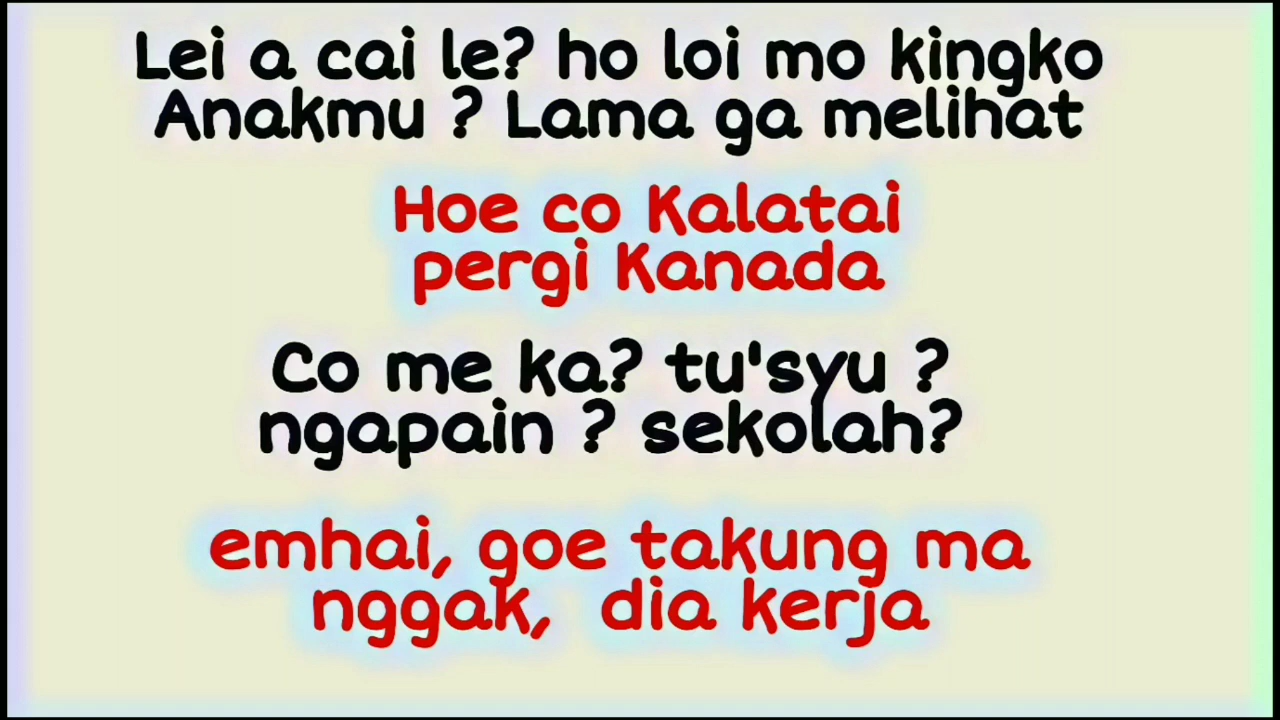 Lei a cai le? ho loi mo kingko
Anakmu ? Lama ga melihat
Hoe co Kalatai
pergi Kanada
Co me ka? tu'syu ?
ngapain ? sekolah?
emhai, goe takung ma
nggak, dia kerja